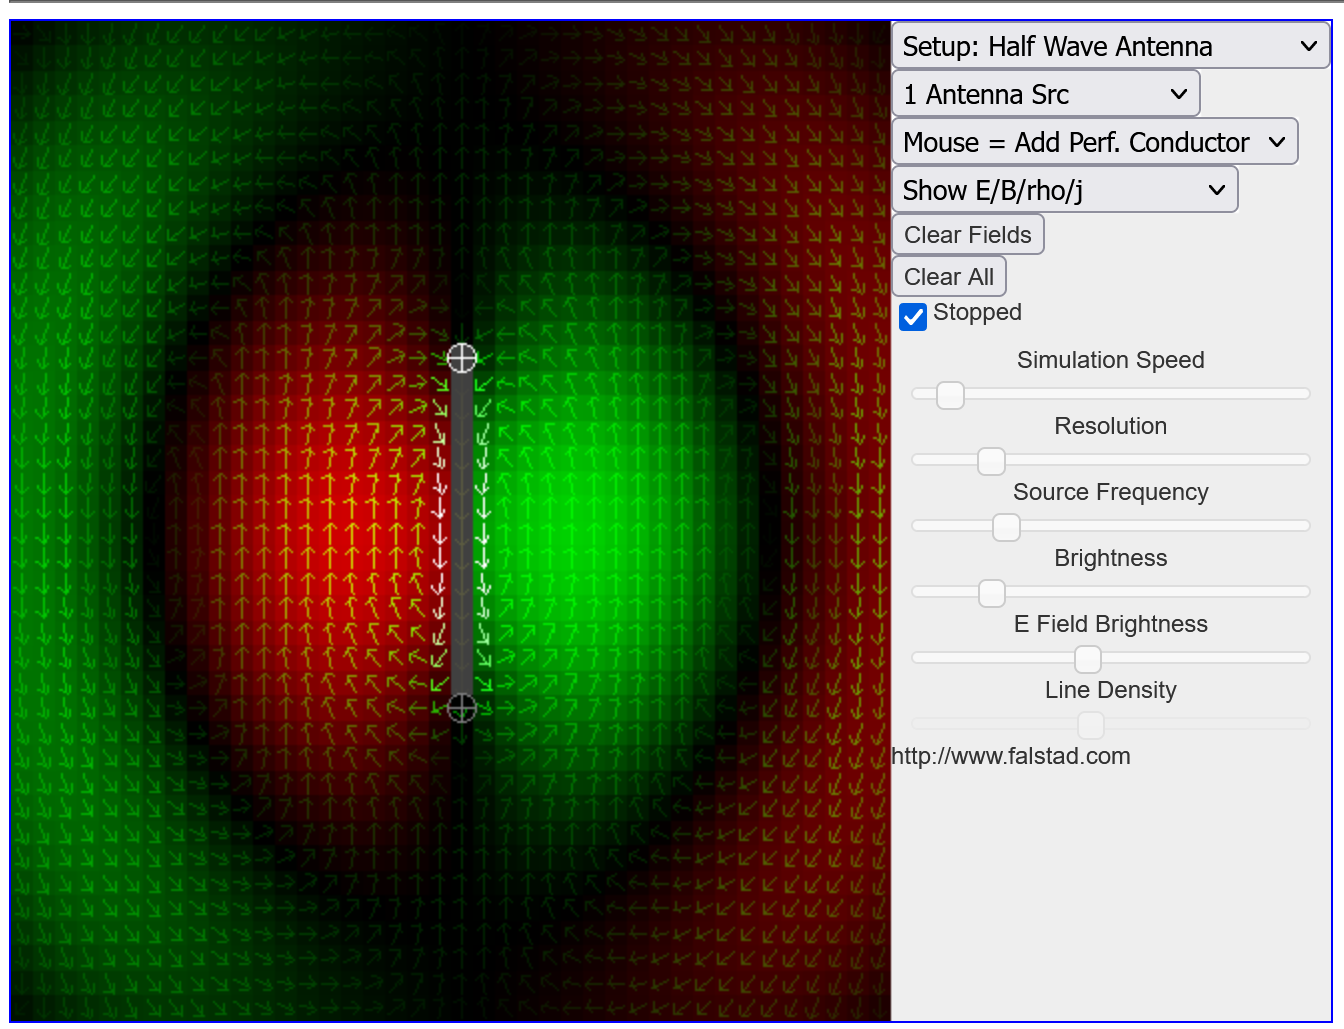 Setup: Half Wave Antenna
1 Antenna Src
Mouse = Add Perf. Conductor
Show E/B/rho/j
Clear Fields
Clear All
Stopped
Simulation Speed
Resolution
Source Frequency
Brightness
E Field Brightness
Line Density
http://www.falstad.com